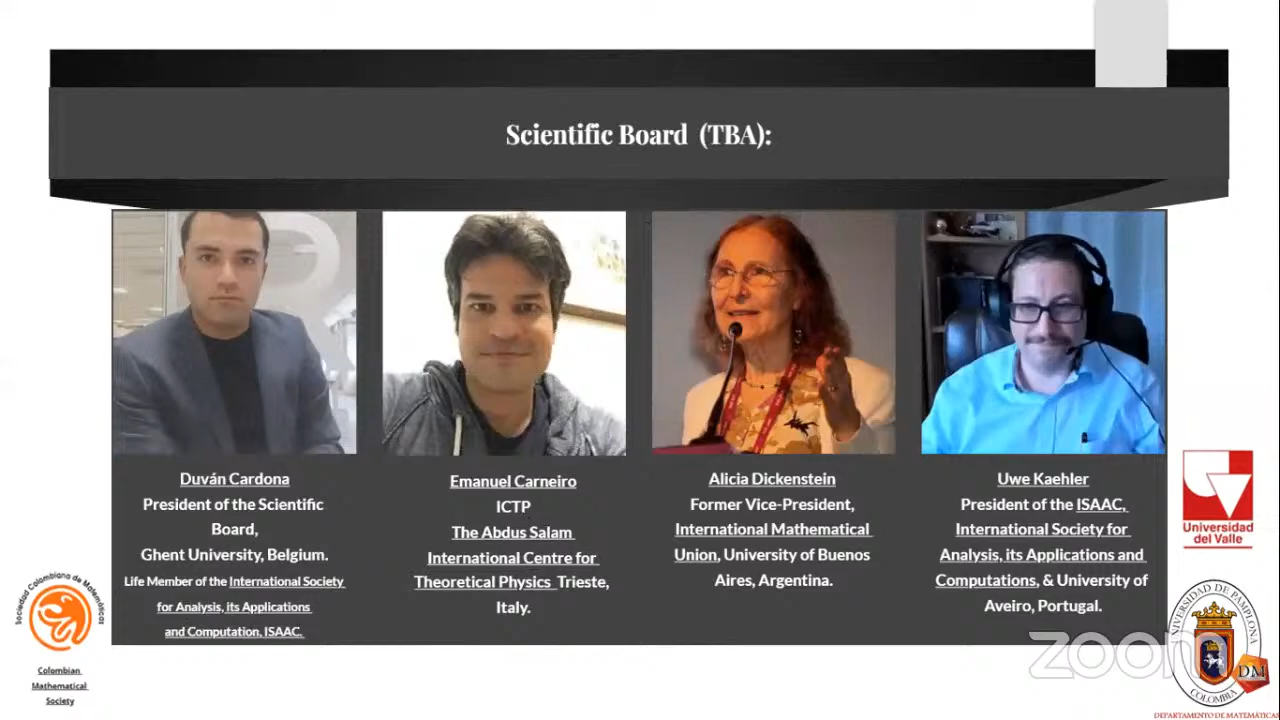 Scientific Board (TBA):
Duván Cardona
President of the Scientific
Board,
Ghent University, Belgium.
Life Member of the International Society
for Analysis, its Applications
and Computation, ISAAC.
Emanuel Carneiro
ICTP
The Abdus Salam
International Centre for
Theoretical Physics Trieste,
Italy.
Alicia Dickenstein
Former Vice-President,
International Mathematical
Union, University of Buenos
Aires, Argentina.
Uwe Kaehler
President of the ISAAC,
International Society for
Analysis, its Applications and
Computations, & University of
Aveiro, Portugal.
Sociedad Colombiana de Matemáticas
Colombian
Mathematical
Society
Universidad
del Valle
UNIVERSIDAD DE PAMPLONA
COLOMBIA
DM
DEPARTAMENTO DE MATEMÁTICAS
zoom